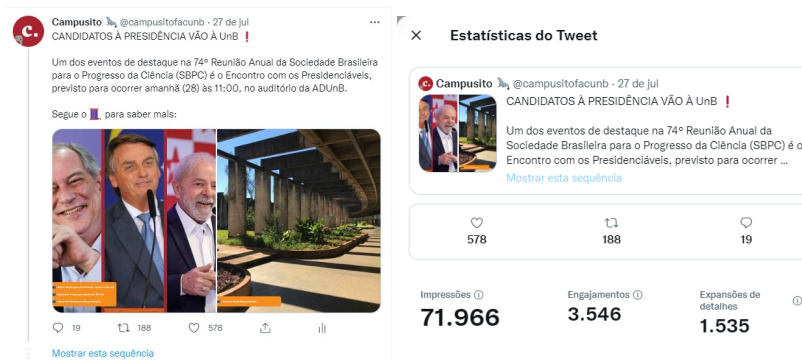 c.
Campusito @campusitofacunb · 27 de jul
CANDIDATOS À PRESIDÊNCIA VÃO À UnB ❗
Um dos eventos de destaque na 74º Reunião Anual da Sociedade Brasileira
para o Progresso da Ciência (SBPC) é o Encontro com os Presidenciáveis,
previsto para ocorrer amanhã (28) às 11:00, no auditório da ADUnB.
Segue o 🧵 para saber mais:
19 188 578
Mostrar esta sequência
Estatísticas do Tweet
c. Campusito @campusitofacunb · 27 de jul
CANDIDATOS À PRESIDÊNCIA VÃO À UnB ❗
Um dos eventos de destaque na 74º Reunião Anual da
Sociedade Brasileira para o Progresso da Ciência (SBPC) é o
Encontro com os Presidenciáveis, previsto para ocorrer ...
Mostrar esta sequência
578 188 19
Impressões Engajamentos Expansões de
detalhes
71.966 3.546 1.535